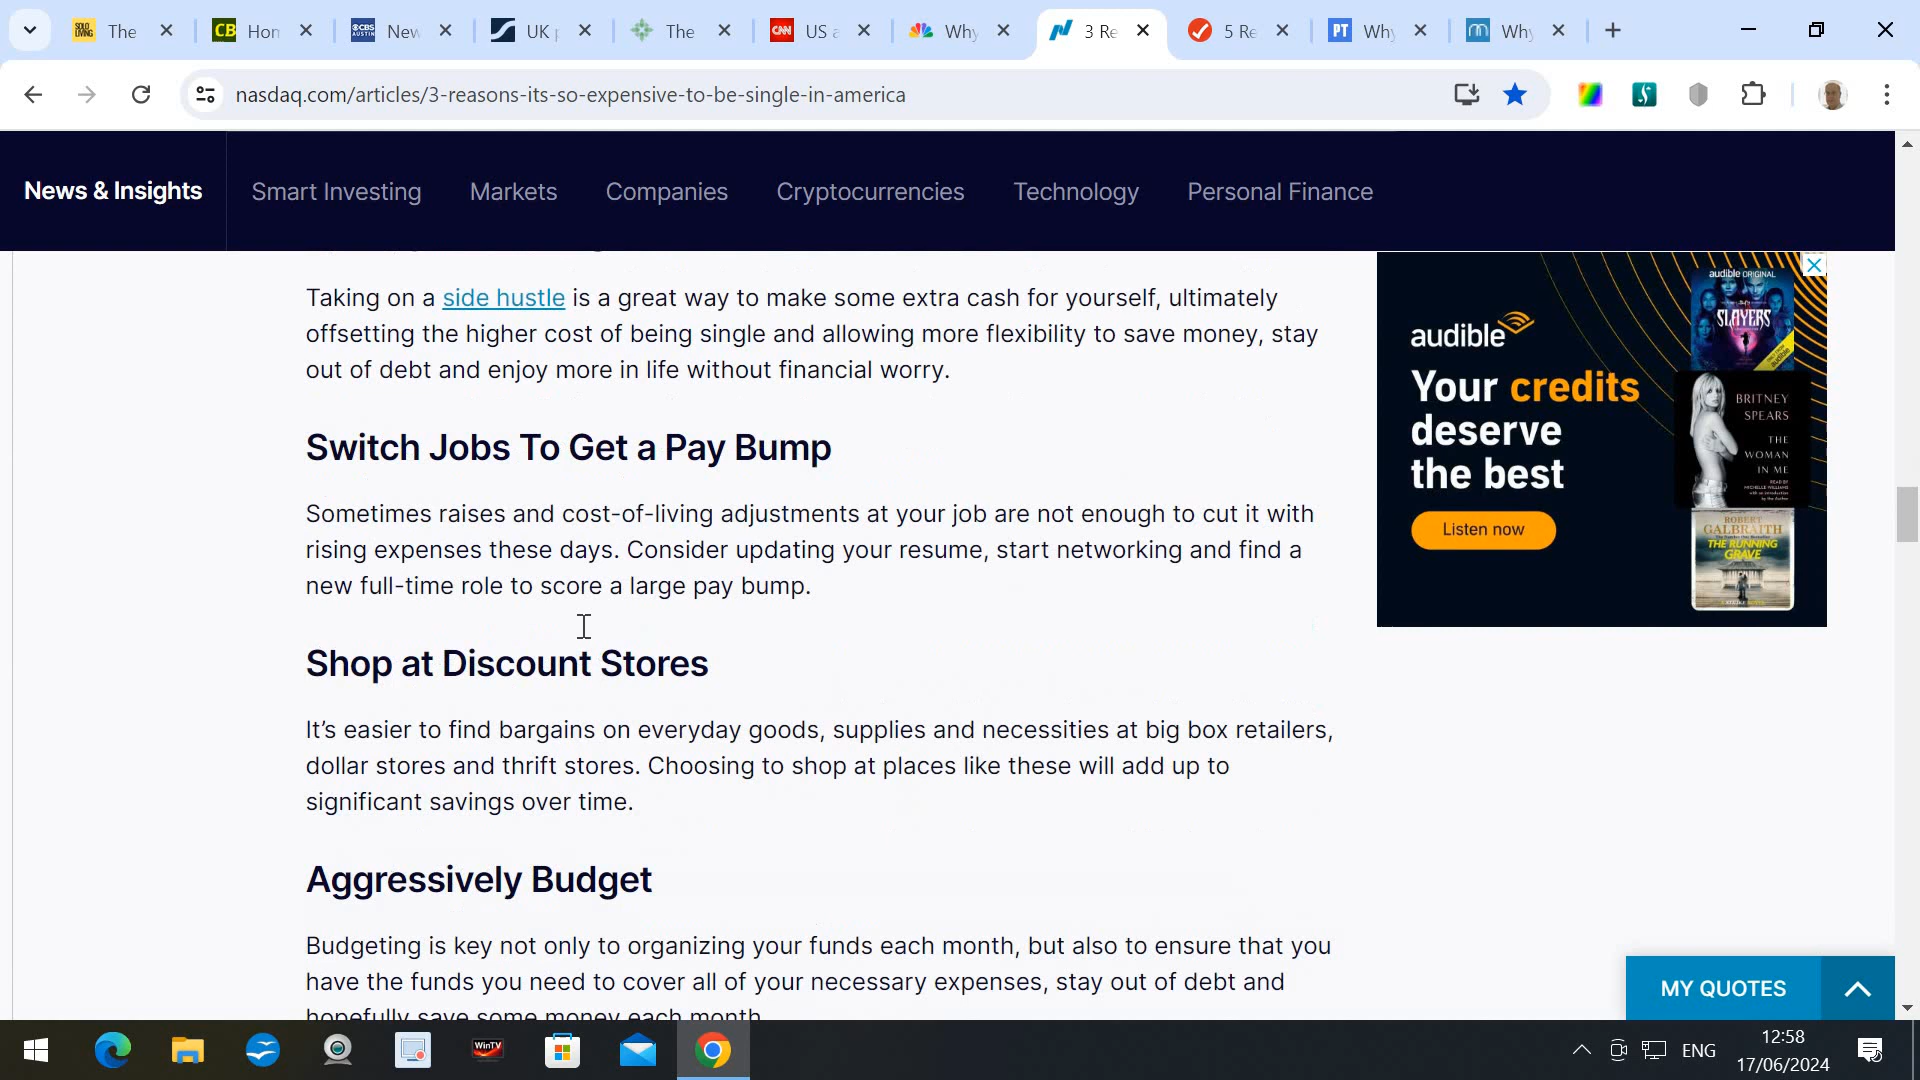 The
Hon
New
UK
The
US a
Why
3 Re
5 Re
Why
Why
nasdaq.com/articles/3-reasons-its-so-expensive-to-be-single-in-america
News & Insights
Smart Investing
Markets
Companies
Cryptocurrencies
Technology
Personal Finance
Taking on a side hustle is a great way to make some extra cash for yourself, ultimately
offsetting the higher cost of being single and allowing more flexibility to save money, stay
out of debt and enjoy more in life without financial worry.
Switch Jobs To Get a Pay Bump
Sometimes raises and cost-of-living adjustments at your job are not enough to cut it with
rising expenses these days. Consider updating your resume, start networking and find a
new full-time role to score a large pay bump.
Shop at Discount Stores
It's easier to find bargains on everyday goods, supplies and necessities at big box retailers,
dollar stores and thrift stores. Choosing to shop at places like these will add up to
significant savings over time.
Aggressively Budget
Budgeting is key not only to organizing your funds each month, but also to ensure that you
have the funds you need to cover all of your necessary expenses, stay out of debt and
hopefully save some money each month
audible
Your credits
deserve
the best
Listen now
audible ORIGINAL
SLAYERS
BRITNEY
SPEARS
THE
WOMAN
IN ME
ROBERT
GALBRAITH
THE RUNNING
GRAVE
MY QUOTES
WinTV
ENG
12:58
17/06/2024